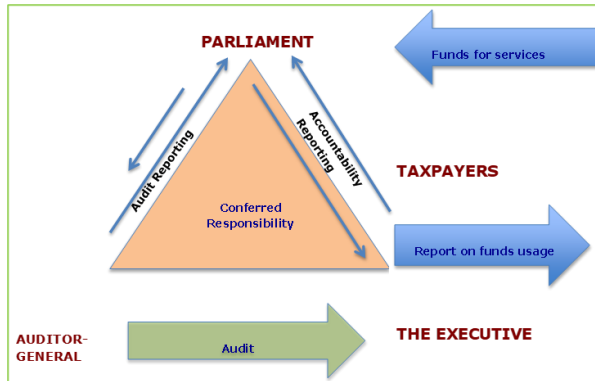 PARLIAMENT
Funds for services
Audit Reporting
Accountability
Reporting
TAXPAYERS
Conferred
Responsibility
Report on funds usage
AUDITOR-
GENERAL
Audit
THE EXECUTIVE